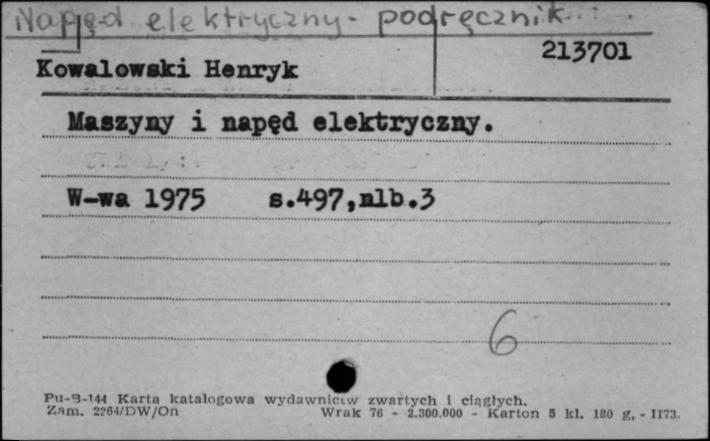 Napęd elektryczny - podręcznik
213701
Kowalowski Henryk
Maszyny i napęd elektryczny.
W-wa 1975 s.497,nlb.3
6
Pu-B-144 Karta katalogowa wydawnictw zwartych i ciągłych.
Zam. 2264/DW/On Wrak 76 - 2.300.000 - Karton 5 kl. 180 g, - II73.